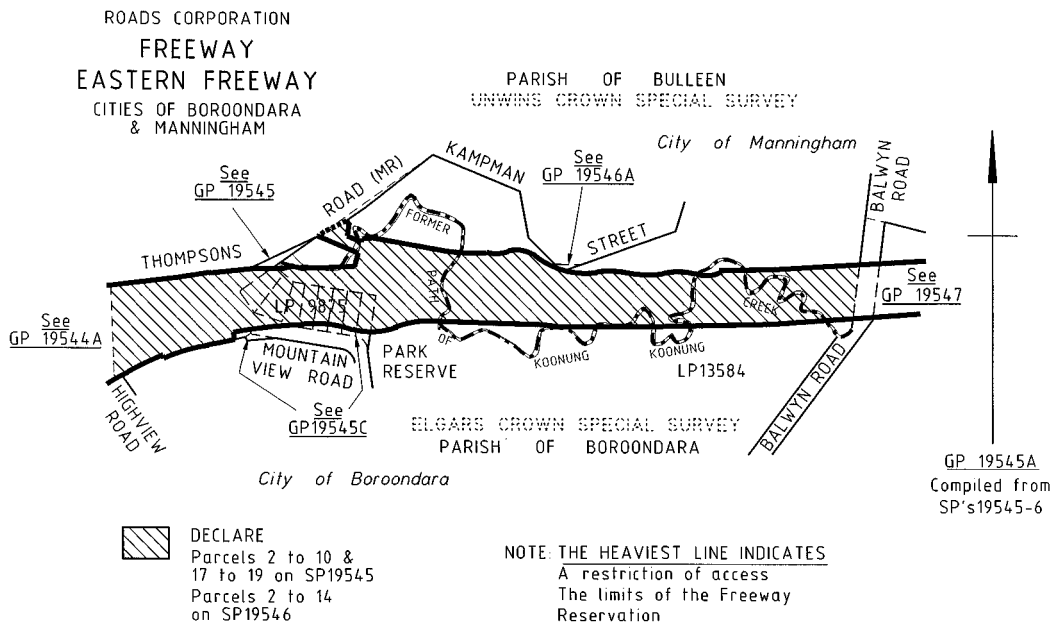 ROADS CORPORATION
FREEWAY
EASTERN FREEWAY
CITIES OF BOROONDARA
& MANNINGHAM
PARISH OF BULLEEN
UNWINS CROWN SPECIAL SURVEY
City of Manningham
See
GP 19545
ROAD (MR)
KAMPMAN
See
GP 19546A
BALWYN
ROAD
THOMPSONS
FORMER
STREET
PATH
LP 9875
CREEK
See
GP 19547
See
GP 19544A
OF
KOONUNG
KOONUNG
MOUNTAIN
VIEW ROAD
PARK
RESERVE
LP13584
HIGHVIEW
ROAD
See
GP19545C
BALWYN ROAD
ELGARS CROWN SPECIAL SURVEY
PARISH OF BOROONDARA
City of Boroondara
GP 19545A
Compiled from
SP's19545-6
DECLARE
Parcels 2 to 10 &
17 to 19 on SP19545
Parcels 2 to 14
on SP19546
NOTE: THE HEAVIEST LINE INDICATES
A restriction of access
The limits of the Freeway
Reservation